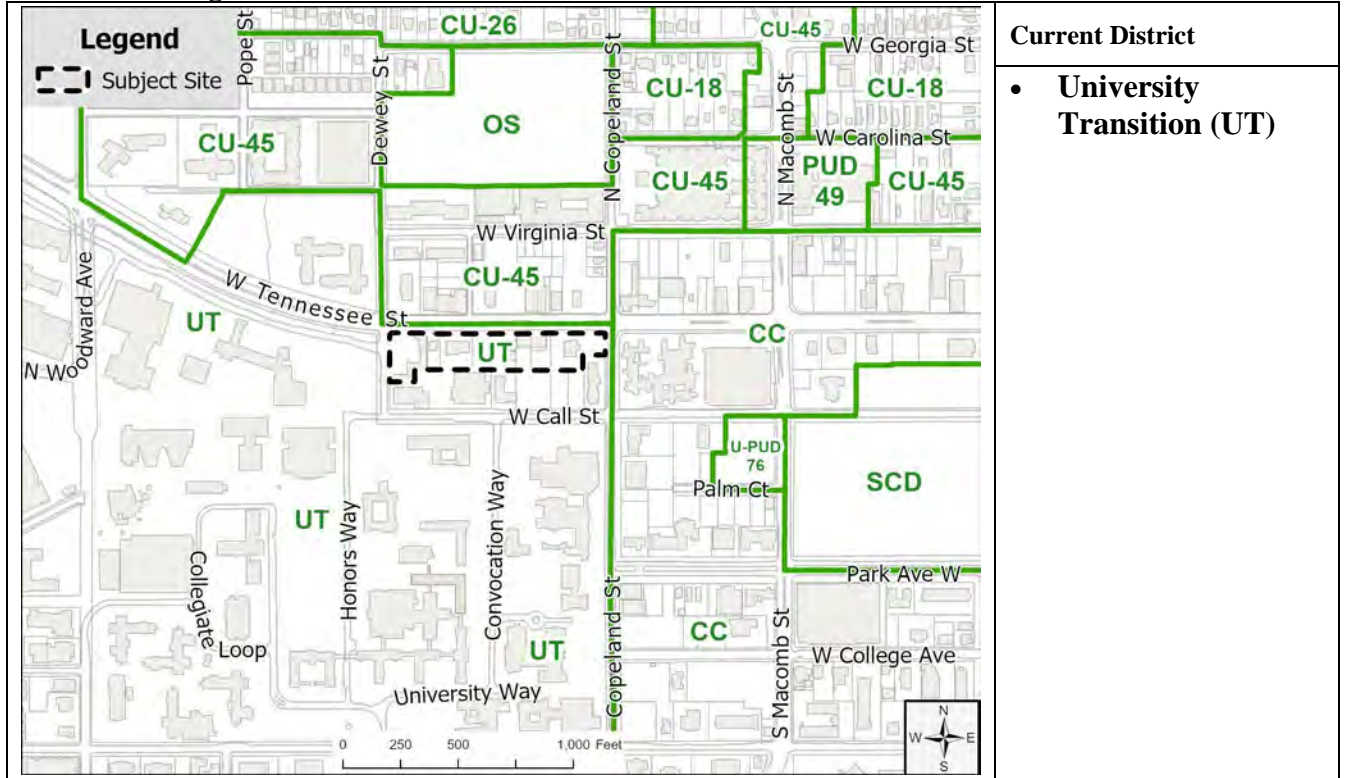 Legend
Subject Site
Pope St
CU-26
CU-45
W Georgia St
Dewey St
N Copeland St
CU-18
N Macomb St
CU-18
OS
CU-45
W Carolina St
CU-45
PUD
49
CU-45
W Virginia St
CU-45
N Woodward Ave
W Tennessee St
UT
UT
CC
W Call St
U-PUD
76
Palm Ct
SCD
UT
Honors Way
Convocation Way
Collegiate
Loop
Copeland St
Park Ave W
UT
CC
S Macomb St
W College Ave
University Way
0 250 500 1,000 Feet
N
W E
S
Current District
• University
Transition (UT)